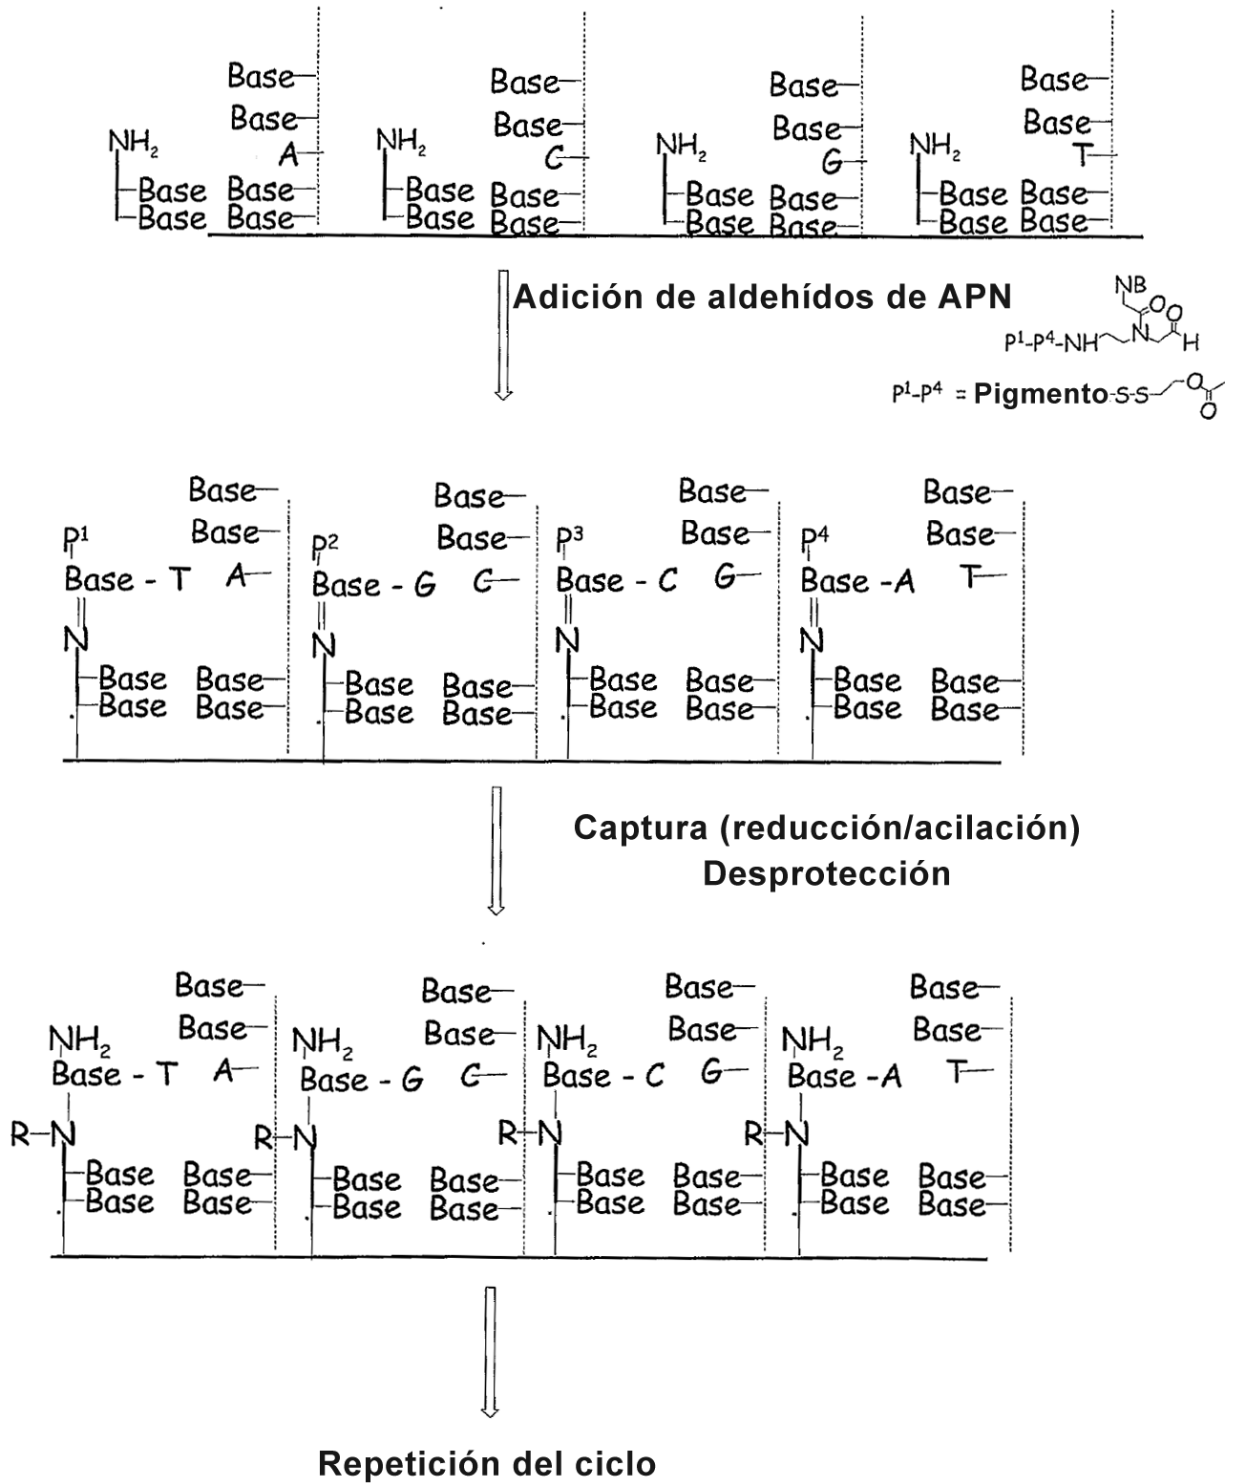 Base Base Base Base
Base Base Base Base
NH₂ A NH₂ C NH₂ G NH₂ T
Base Base Base Base Base Base Base Base
Base Base Base Base Base Base Base Base
Adición de aldehídos de APN
NB
O O
P¹-P⁴-NH N H
P¹-P⁴ = Pigmento-S-S O
O
Base Base Base Base
P¹ Base P² Base P³ Base P⁴ Base
Base - T A Base - G C Base - C G Base -A T
N N N N
Base Base Base Base Base Base Base Base
Base Base Base Base Base Base Base Base
Captura (reducción/acilación)
Desprotección
Base Base Base Base
NH₂ Base NH₂ Base NH₂ Base NH₂ Base
Base - T A Base - G C Base - C G Base -A T
R-N R-N R-N R-N
Base Base Base Base Base Base Base Base
Base Base Base Base Base Base Base Base
Repetición del ciclo